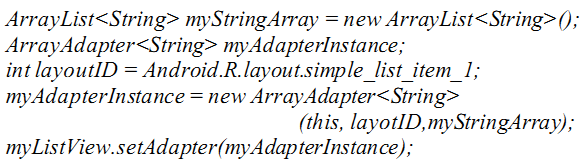 ArrayList<String> myStringArray = new ArrayList<String>();
ArrayAdapter<String> myAdapterInstance;
int layoutID = Android.R.layout.simple_list_item_1;
myAdapterInstance = new ArrayAdapter<String>
(this, layotID,myStringArray);
myListView.setAdapter(myAdapterInstance);